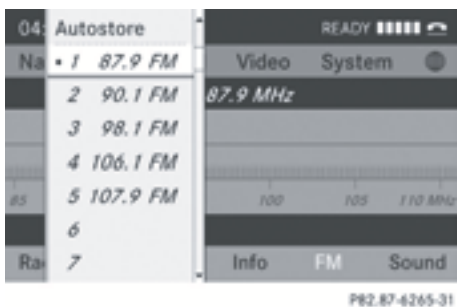 04: Autostore READY
Na • 1 87.9 FM Video System
2 90.1 FM 87.9 MHz
3 98.1 FM
4 106.1 FM
85 5 107.9 FM 100 105 110 MHz
6
Ra 7 Info FM Sound
P82.87-6265-31